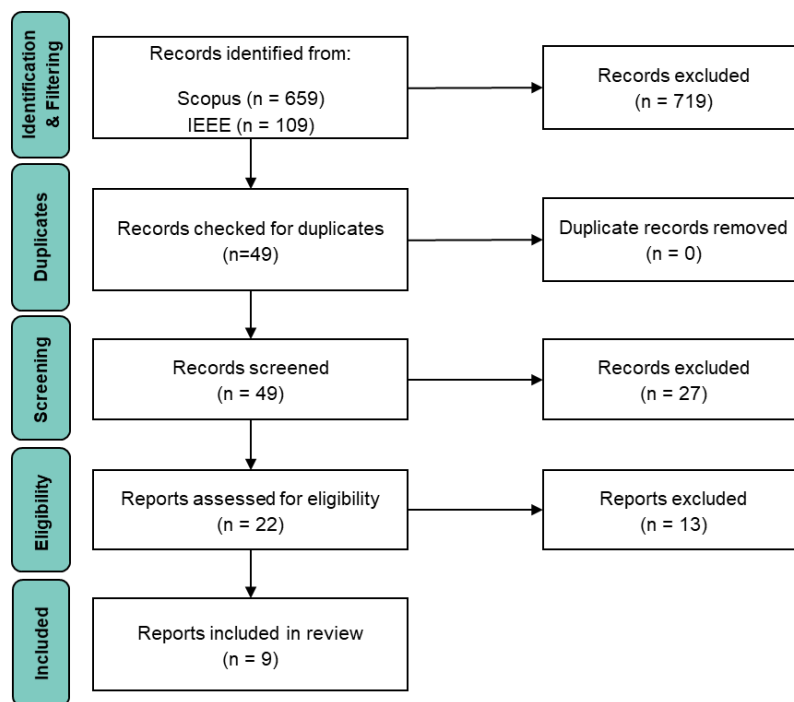 Identification
& Filtering
Records identified from:
Scopus (n = 659)
IEEE (n = 109)
Records excluded
(n = 719)
Duplicates
Records checked for duplicates
(n=49)
Duplicate records removed
(n = 0)
Screening
Records screened
(n = 49)
Records excluded
(n = 27)
Eligibility
Reports assessed for eligibility
(n = 22)
Reports excluded
(n = 13)
Included
Reports included in review
(n = 9)